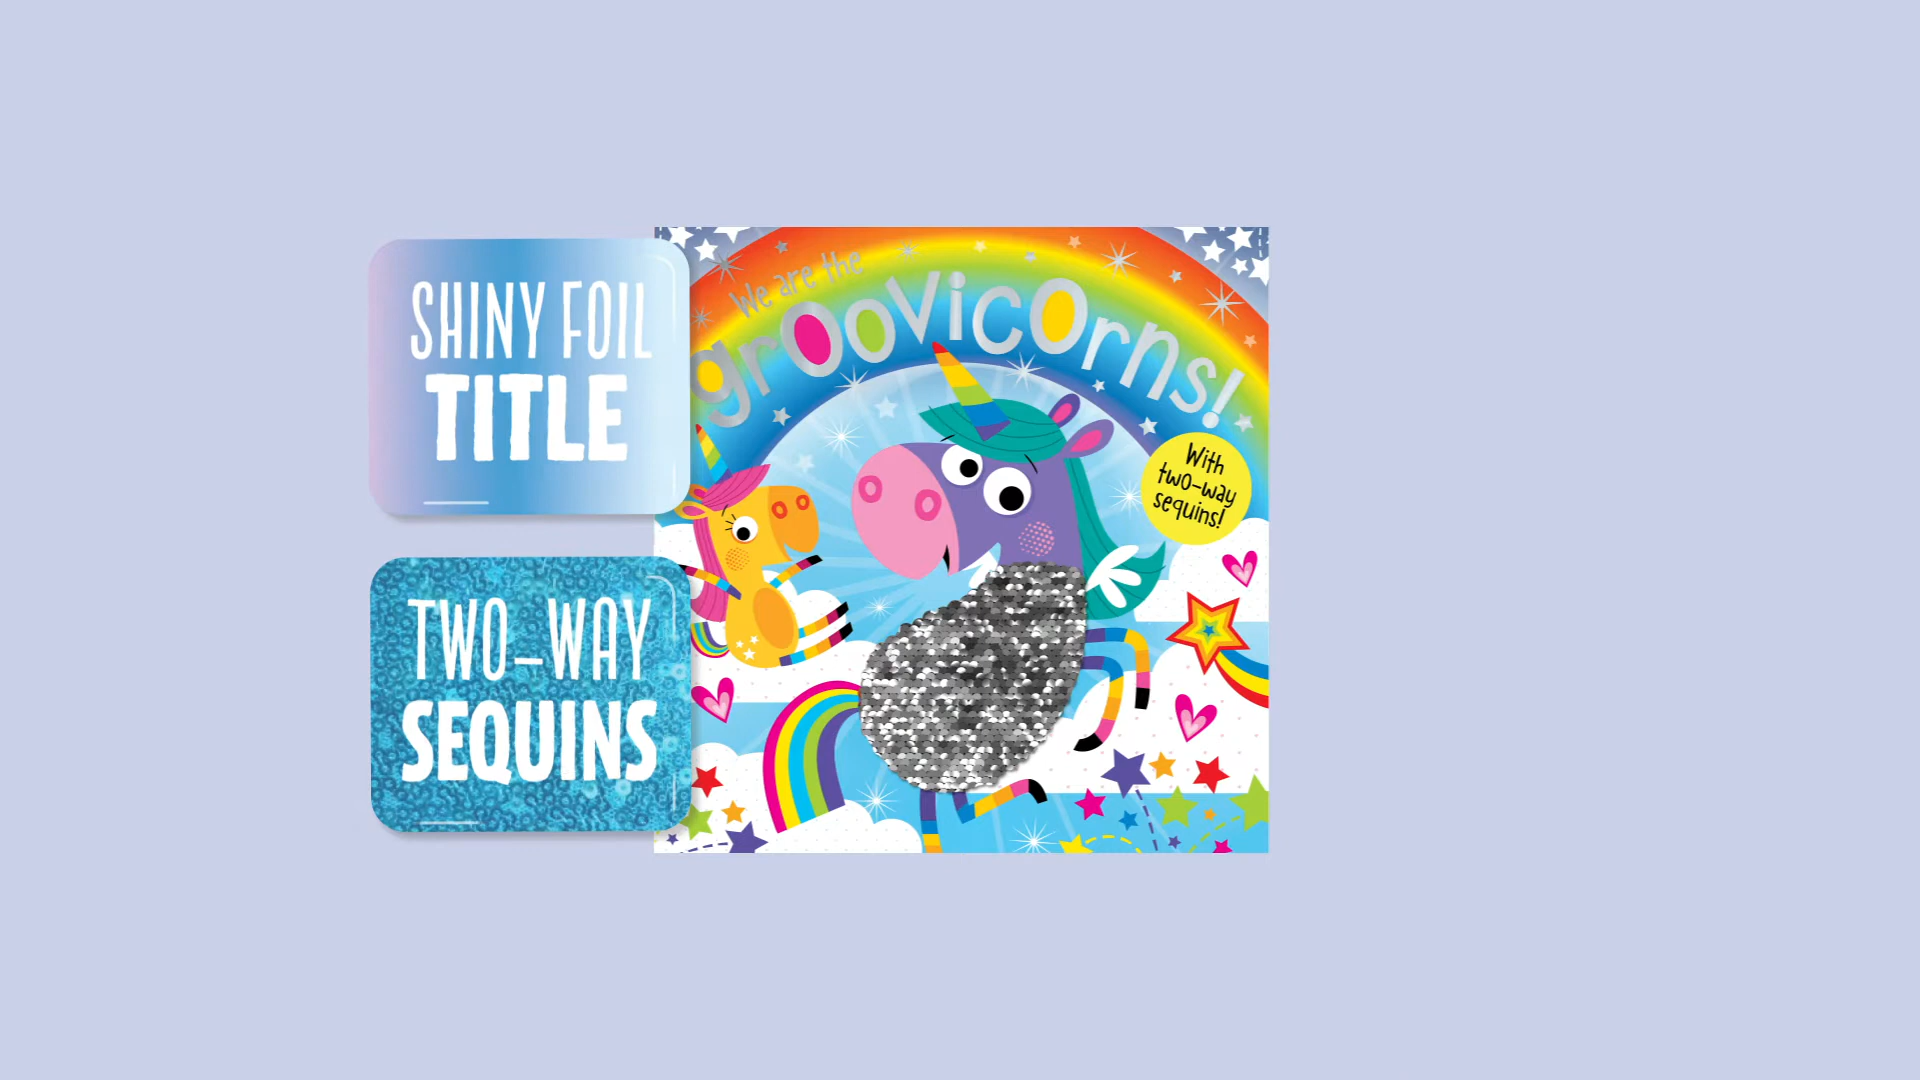 SHINY FOIL
TITLE
TWO-WAY
SEQUINS
We are the
groovicorns!
With
two-way
sequins!